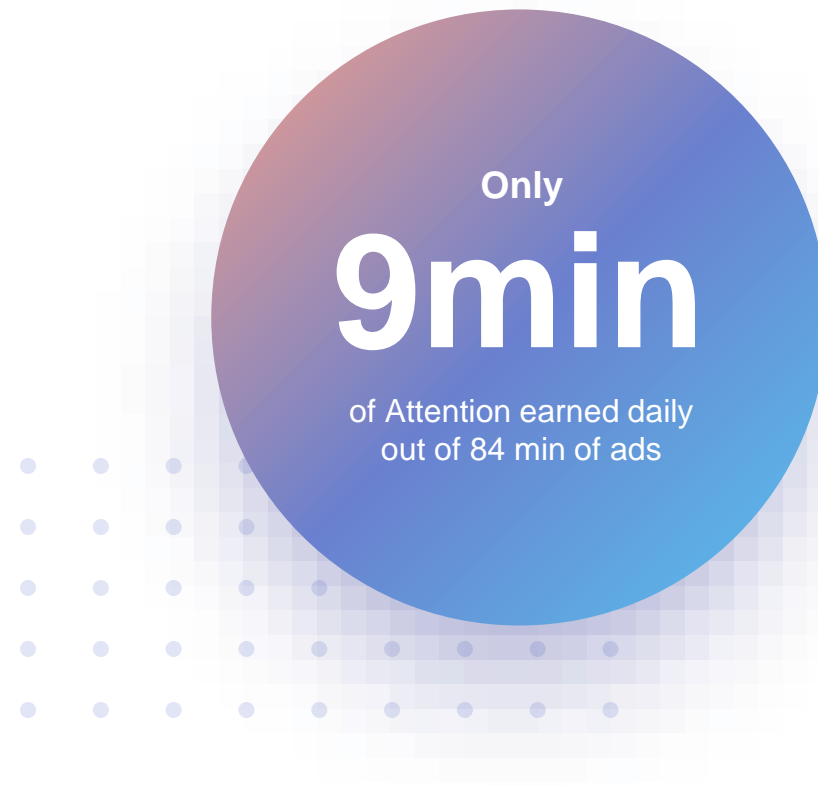 Only
9min
of Attention earned daily
out of 84 min of ads